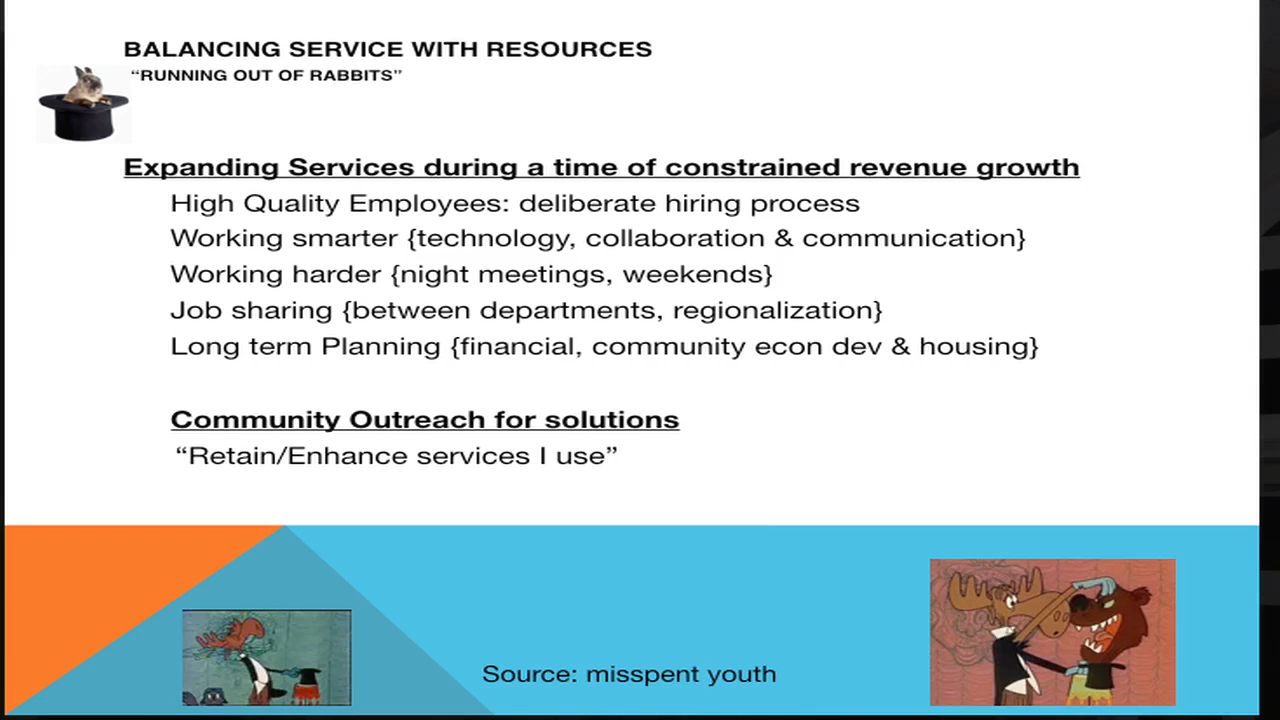 BALANCING SERVICE WITH RESOURCES
“RUNNING OUT OF RABBITS”
Expanding Services during a time of constrained revenue growth
High Quality Employees: deliberate hiring process
Working smarter {technology, collaboration & communication}
Working harder {night meetings, weekends}
Job sharing {between departments, regionalization}
Long term Planning {financial, community econ dev & housing}
Community Outreach for solutions
“Retain/Enhance services I use”
Source: misspent youth